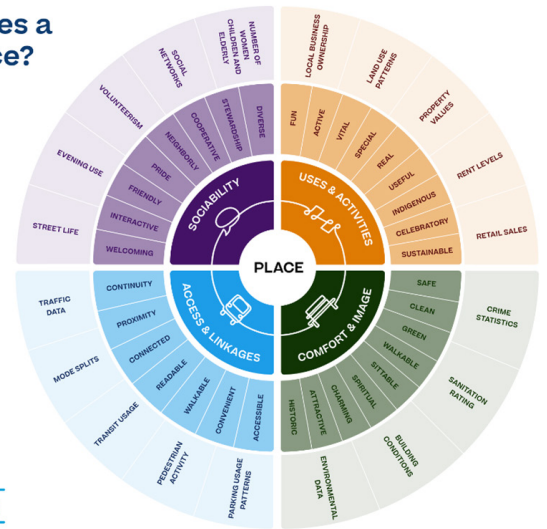 es a
ce?
NUMBER OF
WOMEN
CHILDREN AND
ELDERLY
SOCIAL
NETWORKS
VOLUNTEERISM
EVENING USE
STREET LIFE
LOCAL BUSINESS
OWNERSHIP
LAND USE
PATTERNS
PROPERTY
VALUES
RENT LEVELS
RETAIL SALES
DIVERSE
STEWARDSHIP
COOPERATIVE
NEIGHBORLY
PRIDE
FRIENDLY
INTERACTIVE
WELCOMING
FUN
ACTIVE
VITAL
SPECIAL
REAL
USEFUL
INDIGENOUS
CELEBRATORY
SUSTAINABLE
SOCIABILITY
USES & ACTIVITIES
PLACE
ACCESS & LINKAGES
COMFORT & IMAGE
CONTINUITY
PROXIMITY
CONNECTED
READABLE
WALKABLE
CONVENIENT
ACCESSIBLE
SAFE
CLEAN
GREEN
WALKABLE
SITTABLE
SPIRITUAL
CHARMING
ATTRACTIVE
HISTORIC
TRAFFIC
DATA
MODE SPLITS
TRANSIT USAGE
PEDESTRIAN
ACTIVITY
PARKING USAGE
PATTERNS
CRIME
STATISTICS
SANITATION
RATING
BUILDING
CONDITIONS
ENVIRONMENTAL
DATA